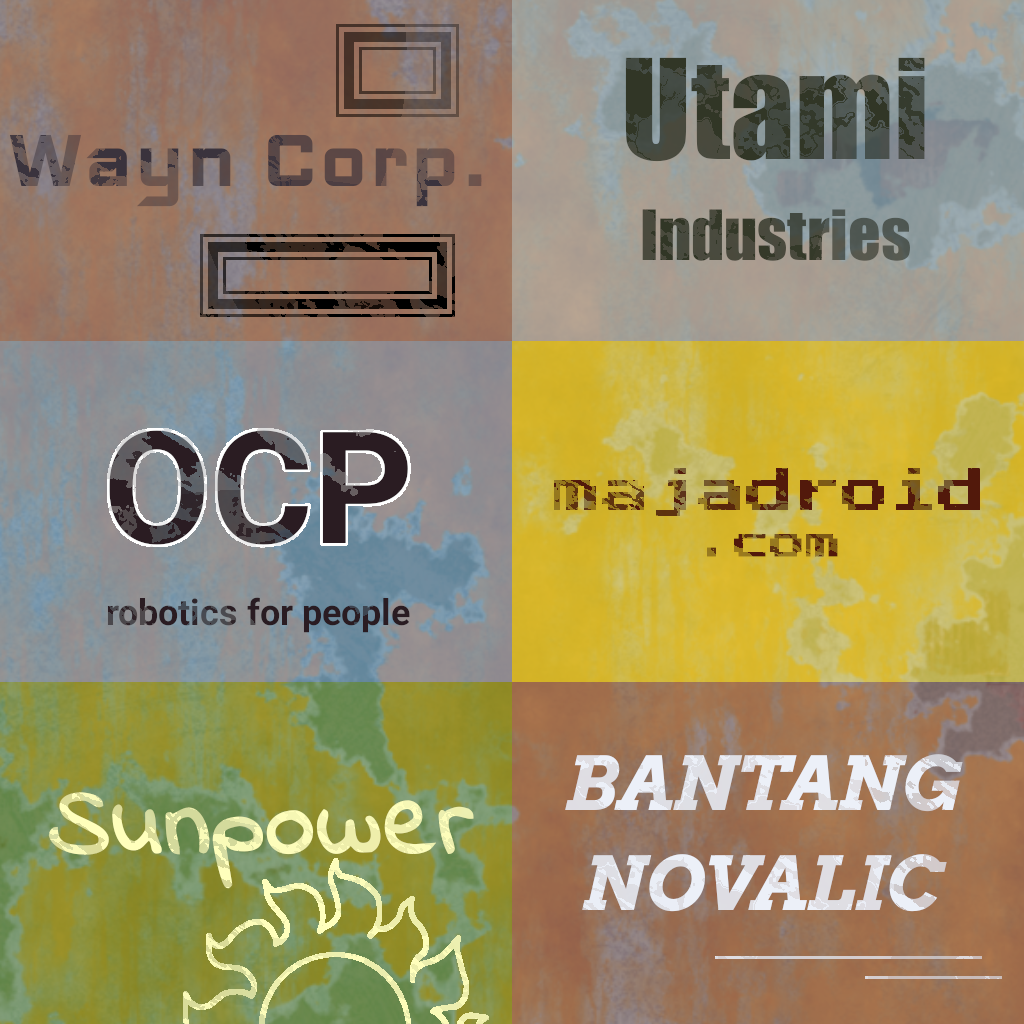 Wayn Corp.
Utami
Industries
OCP
robotics for people
majadroid
.com
Sunpower
BANTANG
NOVALIC